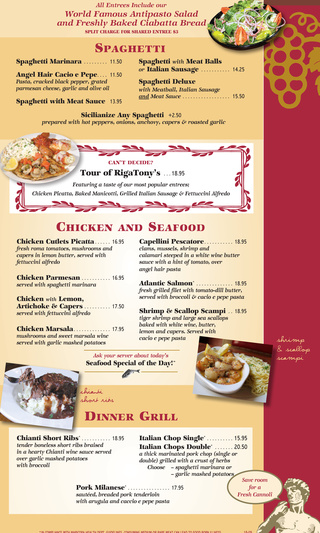 All Entrees Include our
World Famous Antipasto Salad
and Freshly Baked Ciabatta Bread
SPLIT CHARGE FOR SHARED ENTREE $3
SPAGHETTI
Spaghetti Marinara .......... 11.50
Angel Hair Cacio e Pepe .... 11.50
Pasta, cracked black pepper, grated
parmesan cheese, garlic and olive oil
Spaghetti with Meat Sauce 13.95
Spaghetti with Meat Balls
or Italian Sausage ........... 14.25
Spaghetti Deluxe
with Meatball, Italian Sausage
and Meat Sauce .................. 15.50
Sicilianize Any Spaghetti +2.50
prepared with hot peppers, onions, anchovy, capers & roasted garlic
CAN'T DECIDE?
Tour of RigaTony's ... 18.95
Featuring a taste of our most popular entrees:
Chicken Picatta, Baked Manicotti, Grilled Italian Sausage & Fettuccini Alfredo
CHICKEN AND SEAFOOD
Chicken Cutlets Picatta ...... 16.95
fresh roma tomatoes, mushrooms and
capers in lemon butter, served with
fettuccini alfredo
Chicken Parmesan ........... 16.95
served with spaghetti marinara
Chicken with Lemon,
Artichoke & Capers .......... 17.50
served with fettuccini alfredo
Chicken Marsala .............. 17.95
mushrooms and sweet marsala wine
served with garlic mashed potatoes
Capellini Pescatore ........... 18.95
clams, mussels, shrimp and
calamari steeped in a white wine butter
sauce with a hint of tomato, over
angel hair pasta
Atlantic Salmon* .............. 18.95
fresh grilled filet with tomato-dill butter,
served with broccoli & cacio e pepe pasta
Shrimp & Scallop Scampi .. 18.95
tiger shrimp and large sea scallops
baked with white wine, butter,
lemon and capers. Served with
cacio e pepe pasta
Ask your server about today's
Seafood Special of the Day!*
shrimp
& scallop
scampi
chianti
short ribs
DINNER GRILL
Chianti Short Ribs* ........... 18.95
tender boneless short ribs braised
in a hearty Chianti wine sauce served
over garlic mashed potatoes
with broccoli
Italian Chop Single* .......... 15.95
Italian Chops Double* ....... 20.50
a thick marinated pork chop (single or
double) grilled with a crust of herbs
Choose – spaghetti marinara or
– garlic mashed potatoes
Pork Milanese* ................ 17.95
sautéed, breaded pork tenderloin
with arugula and caccio e pepe pasta
Save room
for a
Fresh Cannoli